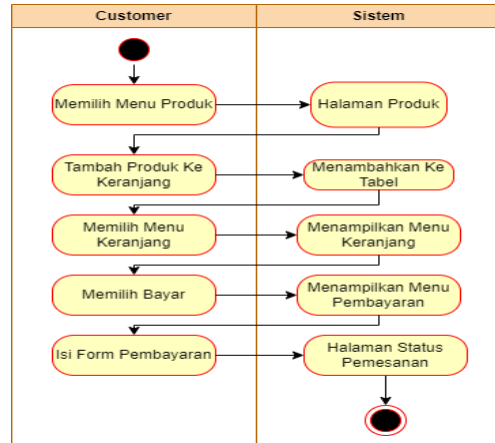 Customer
Sistem
Memilih Menu Produk
Halaman Produk
Tambah Produk Ke
Keranjang
Menambahkan Ke
Tabel
Memilih Menu
Keranjang
Menampilkan Menu
Keranjang
Memilih Bayar
Menampilkan Menu
Pembayaran
Isi Form Pembayaran
Halaman Status
Pemesanan